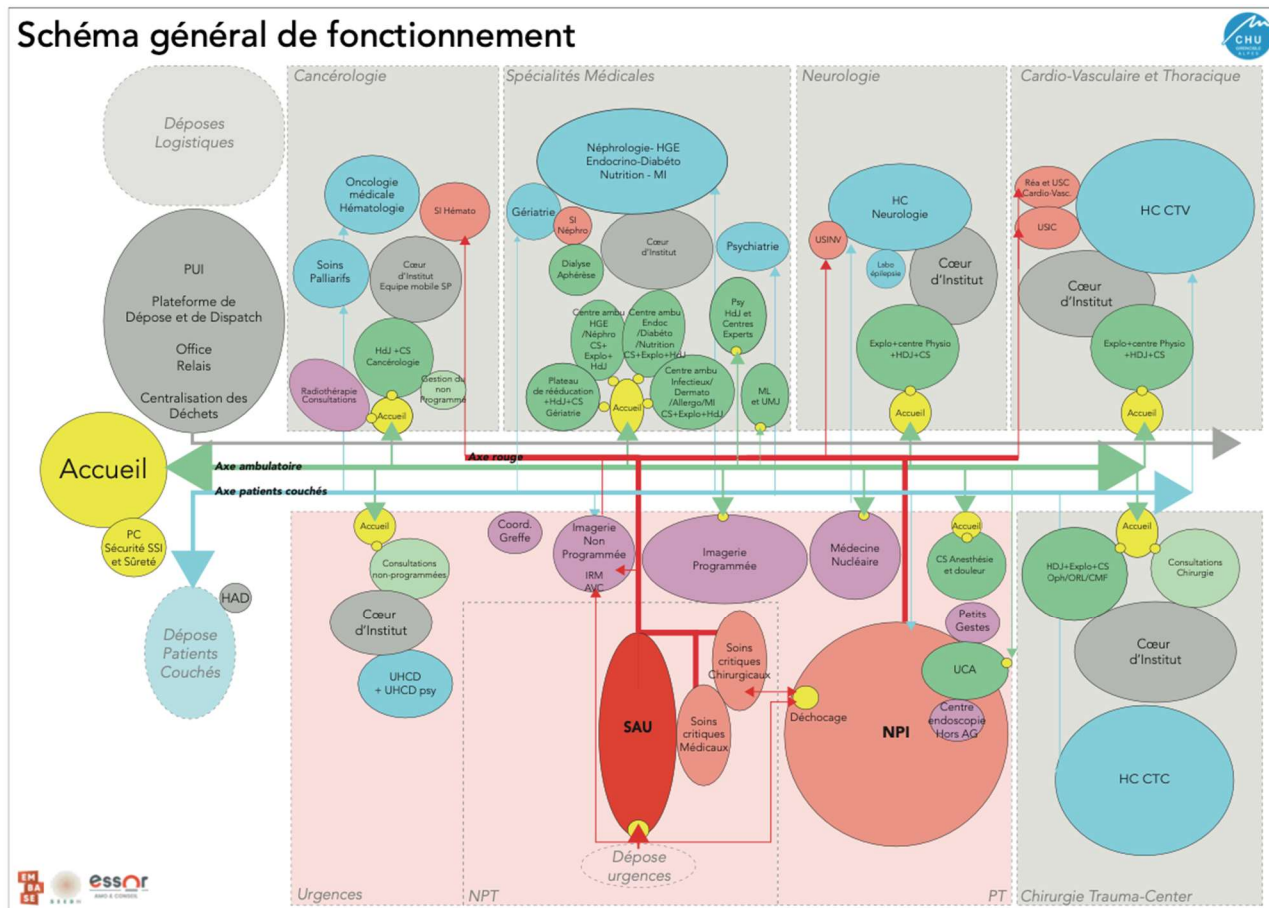 Schéma général de fonctionnement
CHU
GRENOBLE
ALPES
Déposes
Logistiques
PUI
Plateforme de
Dépose et de Dispatch
Office
Relais
Centralisation des
Déchets
Accueil
PC
Sécurité SSI
et Sûreté
HAD
Dépose
Patients
Couchés
Cancérologie
Oncologie
médicale
Hématologie
SI Hémato
Soins
Palliarifs
Cœur
d'Institut
Equipe mobile SP
HdJ +CS
Cancérologie
Radiothérapie
Consultations
Gestion du
non
Programmé
Accueil
Spécialités Médicales
Néphrologie- HGE
Endocrino-Diabéto
Nutrition - MI
Gériatrie
SI
Néphro
Cœur
d'Institut
Psychiatrie
Dialyse
Aphérèse
Centre ambu
HGE
/Néphro
CS+
Explo+
HdJ
Centre ambu
Endoc
/Diabéto
/Nutrition
CS+Explo+HdJ
Psy
HdJ et
Centres
Experts
Plateau
de rééducation
+HdJ+CS
Gériatrie
Accueil
Centre ambu
Infectieux/
Dermato
/Allergo/MI
CS+Explo+HdJ
ML
et UMJ
Neurologie
HC
Neurologie
USINV
Labo
épilepsie
Cœur
d'Institut
Explo+centre Physio
+HDJ+CS
Accueil
Cardio-Vasculaire et Thoracique
Réa et USC
Cardio-Vasc.
USIC
HC CTV
Cœur
d'Institut
Explo+centre Physio
+HDJ+CS
Accueil
Axe rouge
Axe ambulatoire
Axe patients couchés
Accueil
Consultations
non-programmées
Cœur
d'Institut
UHCD
+ UHCD psy
Urgences
Coord.
Greffe
Imagerie
Non
Programmée
IRM
AVC
Imagerie
Programmée
Médecine
Nucléaire
Accueil
CS Anesthésie
et douleur
Petits
Gestes
UCA
Centre
endoscopie
Hors AG
NPI
Déchocage
Soins
critiques
Chirurgicaux
Soins
critiques
Médicaux
SAU
Dépose
urgences
NPT
PT
Accueil
HDJ+Explo+CS
Oph/ORL/CMF
Consultations
Chirurgie
Cœur
d'Institut
HC CTC
Chirurgie Trauma-Center
EM
BA
SE
essor
AMO & CONSEIL